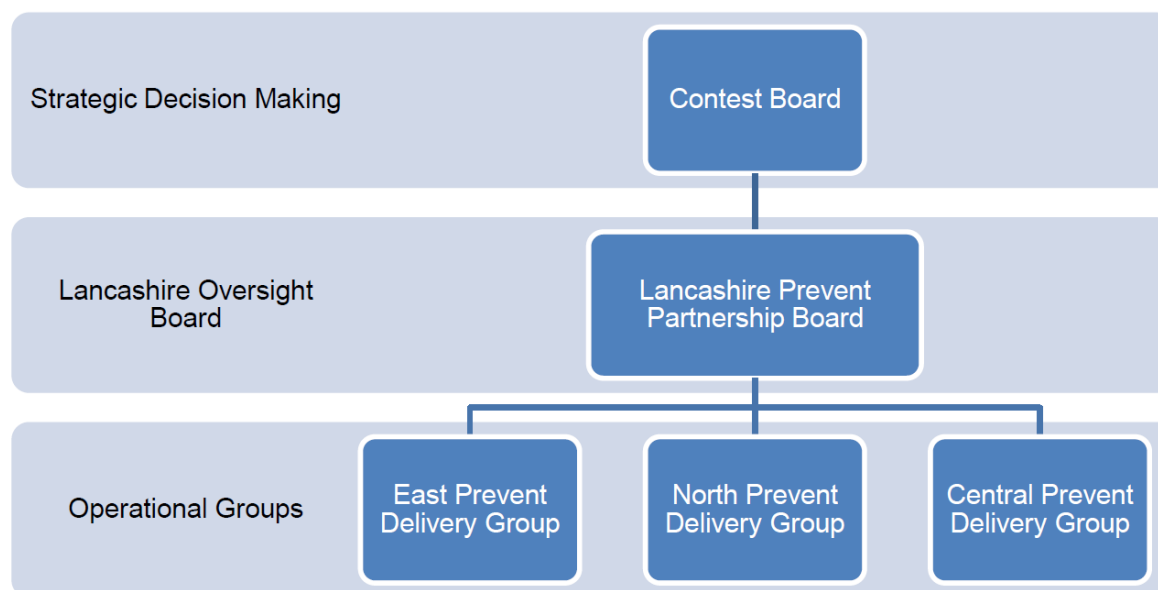 Strategic Decision Making
Contest Board
Lancashire Oversight
Board
Lancashire Prevent
Partnership Board
Operational Groups
East Prevent
Delivery Group
North Prevent
Delivery Group
Central Prevent
Delivery Group